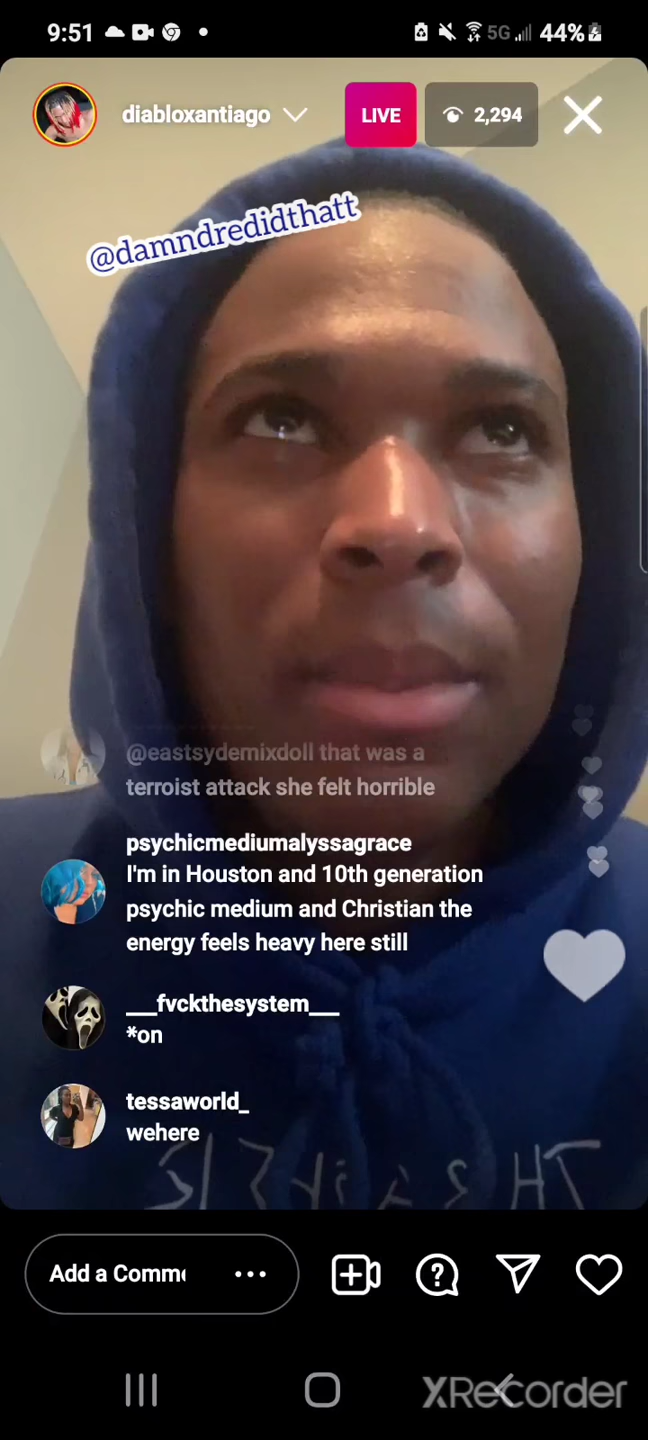 9:51
5G
44%
diabloxantiago
LIVE
2,294
@damndredidthatt
@eastsydemixdoll that was a
terroist attack she felt horrible
psychicmediumalyssagrace
I'm in Houston and 10th generation
psychic medium and Christian the
energy feels heavy here still
___fvckthesystem___
*on
tessaworld_
wehere
Add a Comme
XRecorder